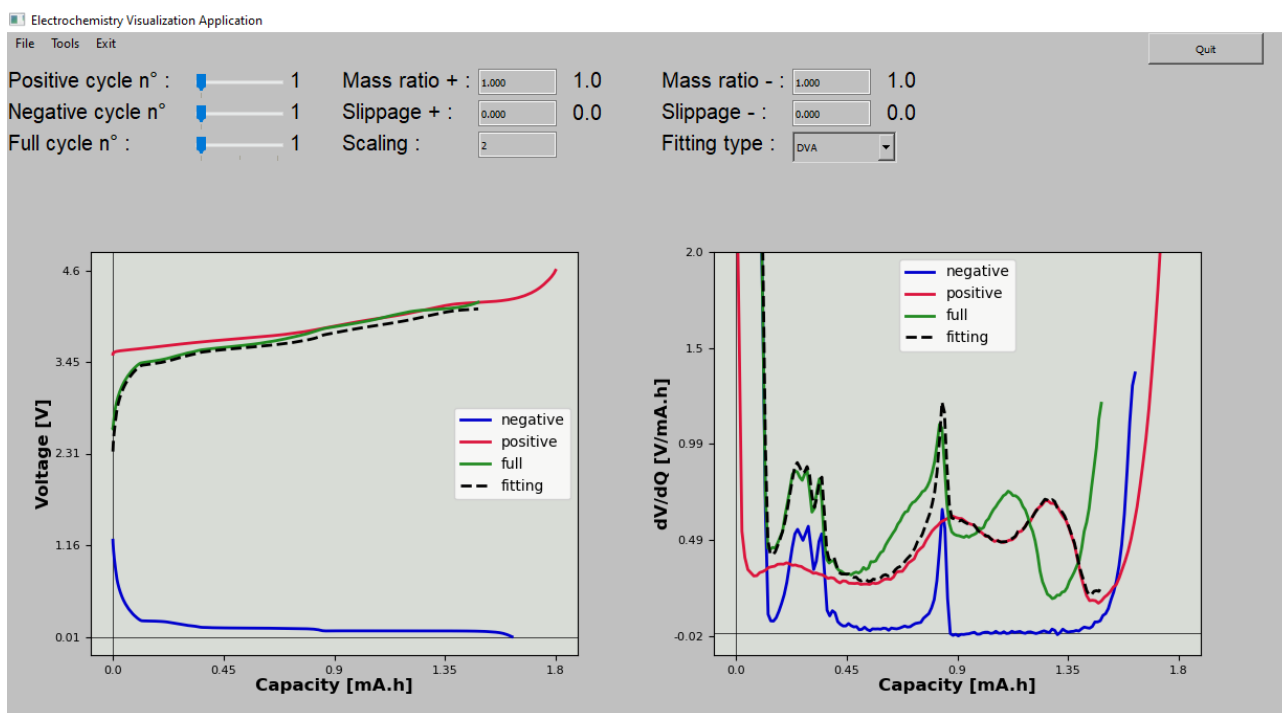 Electrochemistry Visualization Application
File Tools Exit
Quit
Positive cycle n° : 1 Mass ratio + : 1.000 1.0 Mass ratio - : 1.000 1.0
Negative cycle n° 1 Slippage + : 0.000 0.0 Slippage - : 0.000 0.0
Full cycle n° : 1 Scaling : 2 Fitting type : DVA
4.6
3.45
2.31
1.16
0.01
Voltage [V]
negative
positive
full
fitting
0.0 0.45 0.9 1.35 1.8
Capacity [mA.h]
2.0
1.5
0.99
0.49
-0.02
dV/dQ [V/mA.h]
negative
positive
full
fitting
0.0 0.45 0.9 1.35 1.8
Capacity [mA.h]